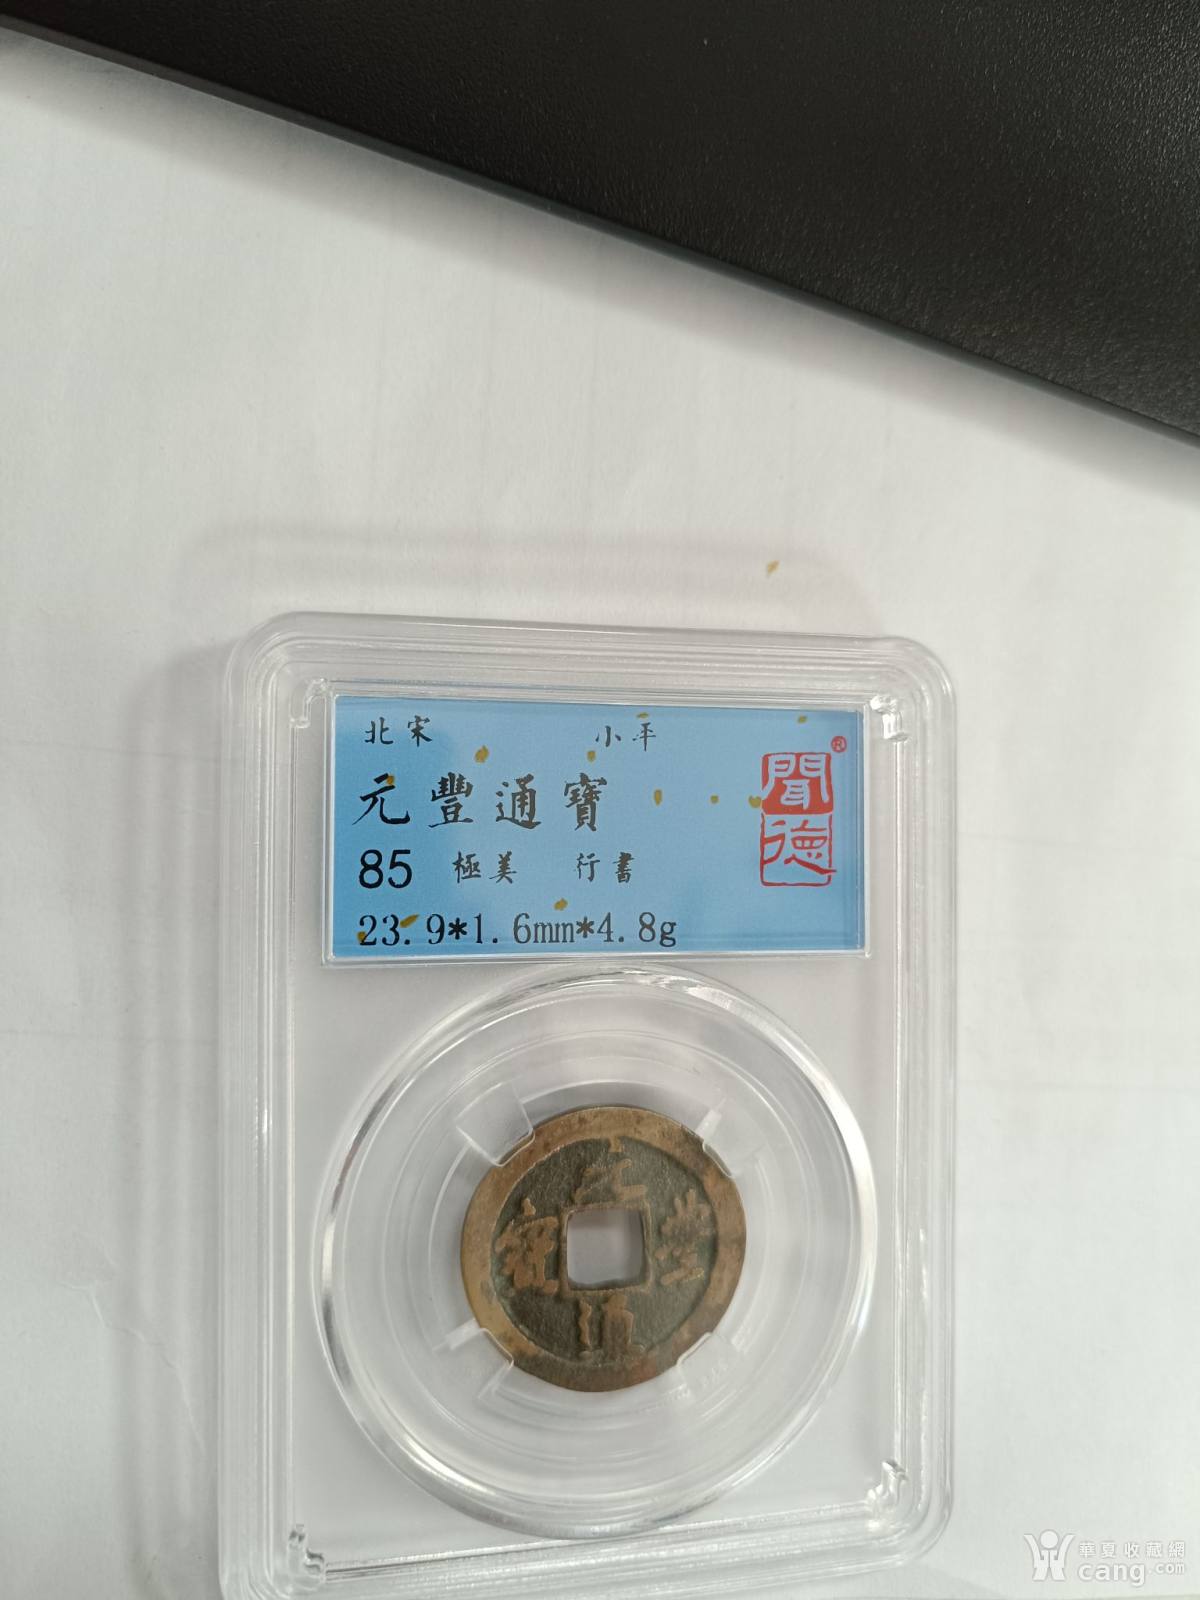 北宋 小平
元豐通寶
85 極美 行書
23.9*1.6mm*4.8g
聞德®
元豐通寶
華夏收藏網
cang.com